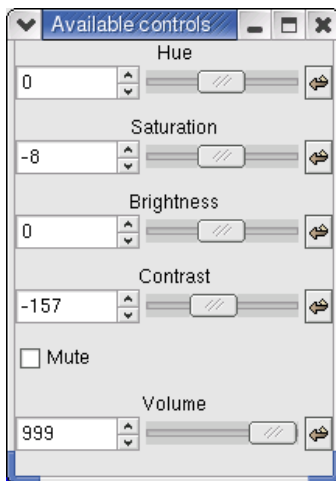 Available controls
Hue
0
Saturation
-8
Brightness
0
Contrast
-157
Mute
Volume
999